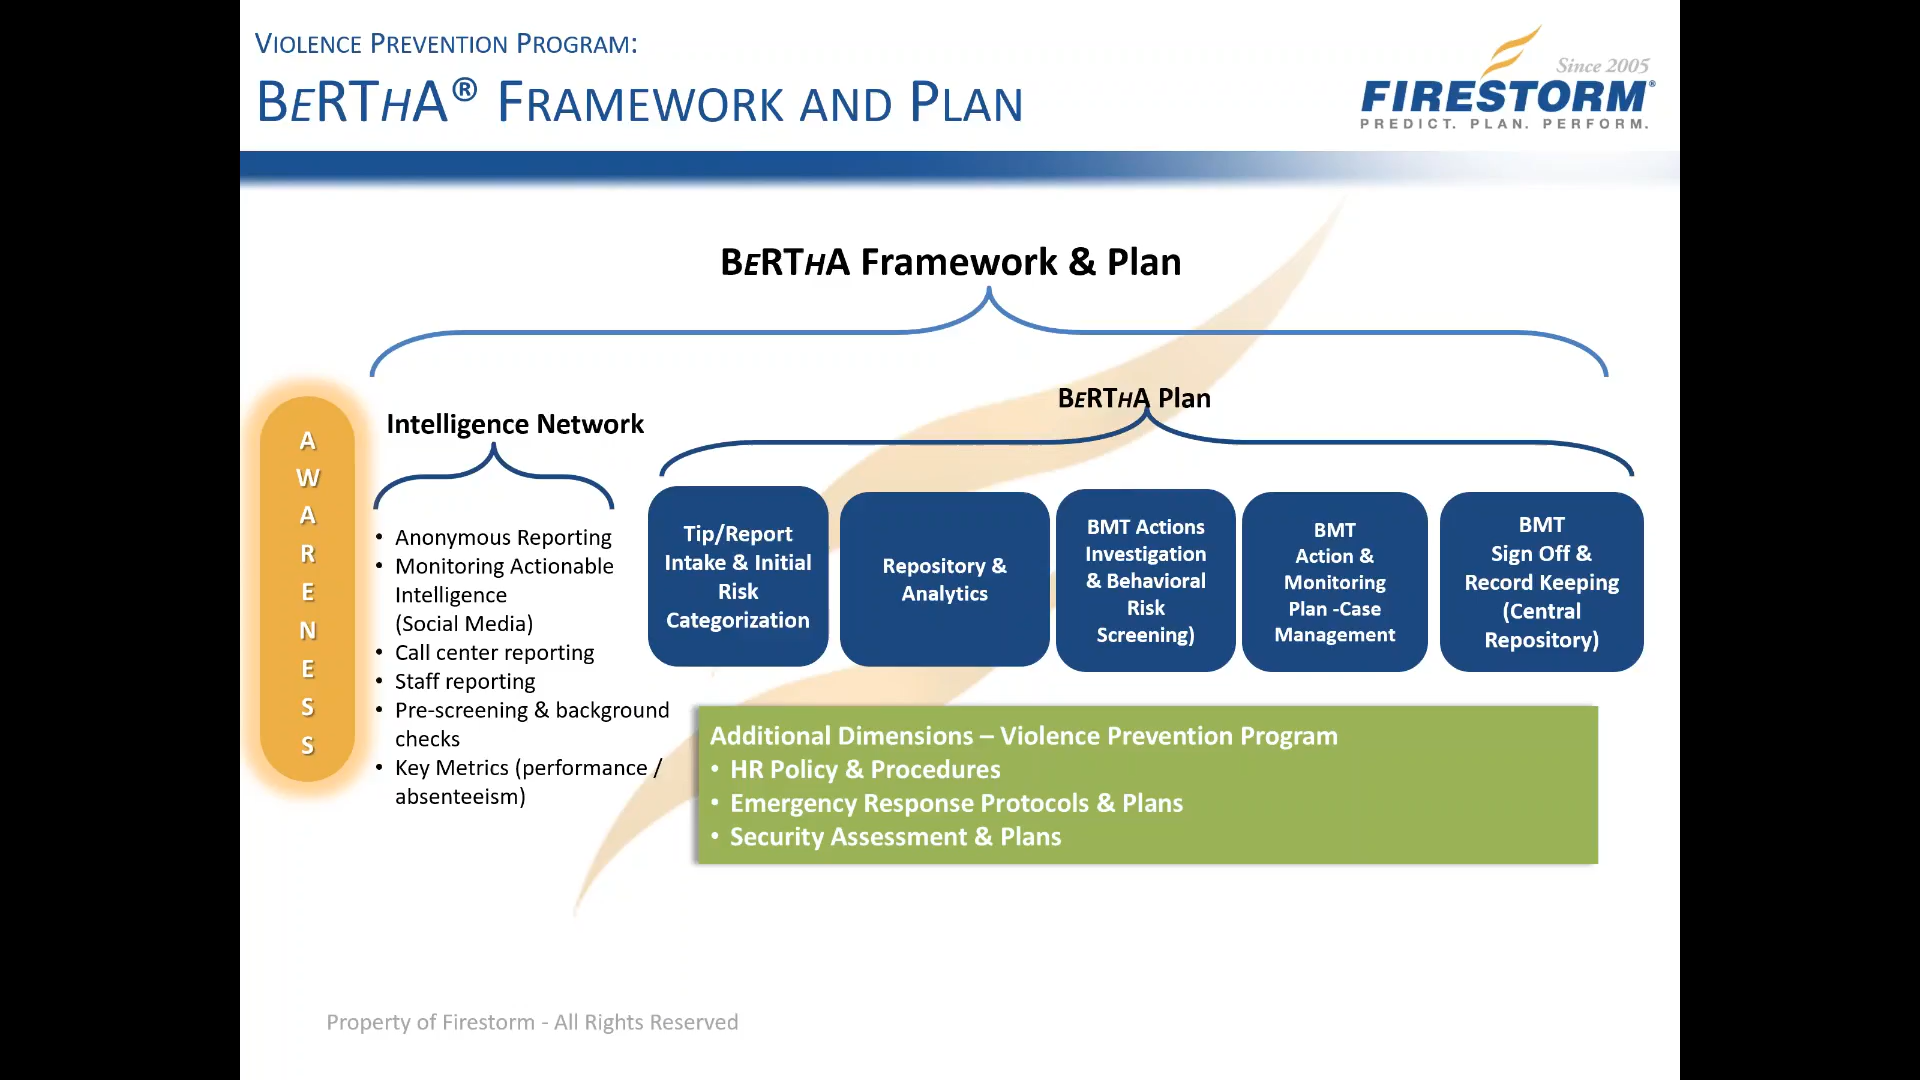 VIOLENCE PREVENTION PROGRAM:
BERTHA® FRAMEWORK AND PLAN
Since 2005
FIRESTORM®
PREDICT. PLAN. PERFORM.
BERTHA Framework & Plan
AWARENESS
Intelligence Network
• Anonymous Reporting
• Monitoring Actionable
Intelligence
(Social Media)
• Call center reporting
• Staff reporting
• Pre-screening & background
checks
• Key Metrics (performance /
absenteeism)
BERTHA Plan
Tip/Report
Intake & Initial
Risk
Categorization
Repository &
Analytics
BMT Actions
Investigation
& Behavioral
Risk
Screening)
BMT
Action &
Monitoring
Plan -Case
Management
BMT
Sign Off &
Record Keeping
(Central
Repository)
Additional Dimensions – Violence Prevention Program
• HR Policy & Procedures
• Emergency Response Protocols & Plans
• Security Assessment & Plans
Property of Firestorm - All Rights Reserved